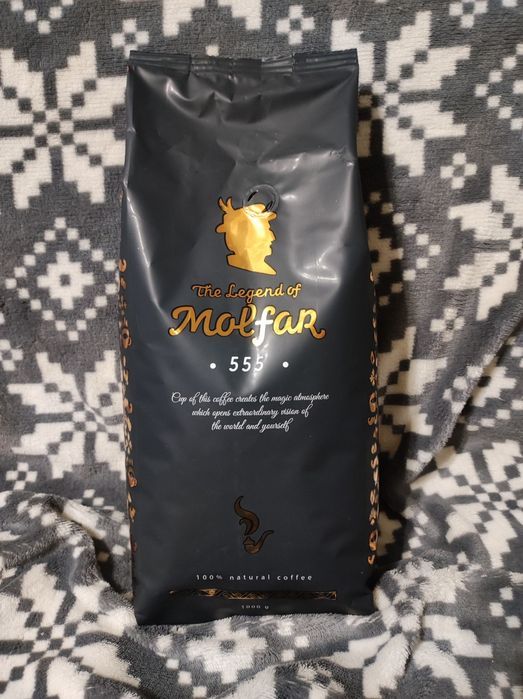 The Legend of
Molfar
• 555 •
Cup of this coffee creates the magic atmosphere
which opens extraordinary vision of
the world and yourself
100% natural coffee
1000 g